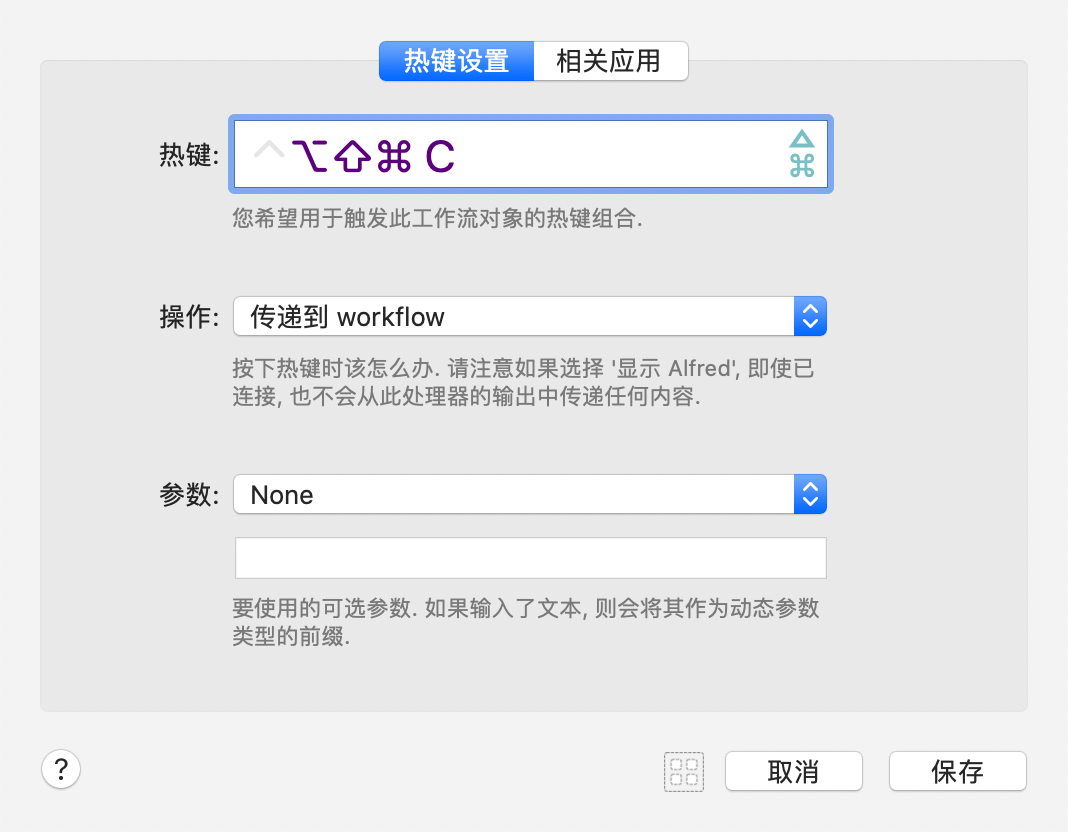 热键设置 相关应用
热键: ^⌥⇧⌘ C
您希望用于触发此工作流对象的热键组合.
操作: 传递到 workflow
按下热键时该怎么办. 请注意如果选择 '显示 Alfred', 即使已
连接, 也不会从此处理器的输出中传递任何内容.
参数: None
要使用的可选参数. 如果输入了文本, 则会将其作为动态参数
类型的前缀.
? 取消 保存